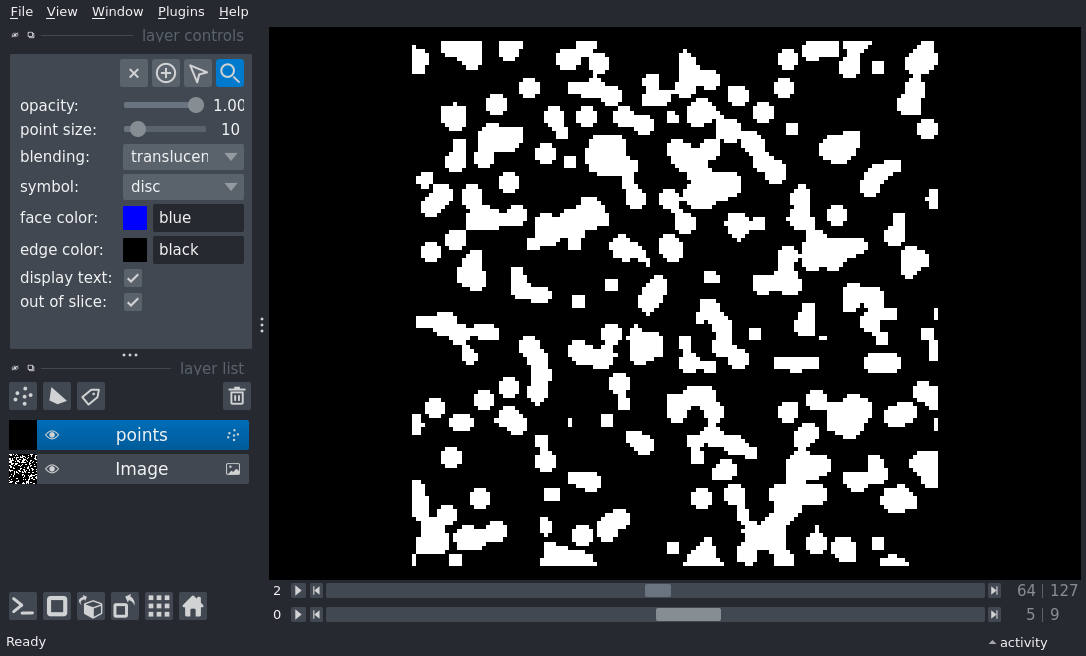 File View Window Plugins Help
layer controls
opacity: 1.00
point size: 10
blending: translucen
symbol: disc
face color: blue
edge color: black
display text:
out of slice:
layer list
points
Image
2 64 127
0 5 9
Ready activity